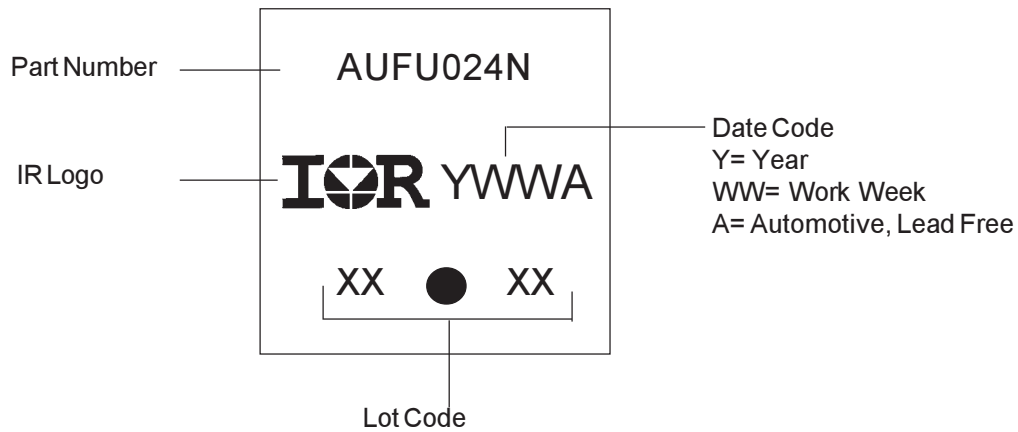 AUFU024N
Part Number
Date Code
Y= Year
WW= Work Week
A= Automotive, Lead Free
IR Logo
IOR YWWA
XX XX
Lot Code